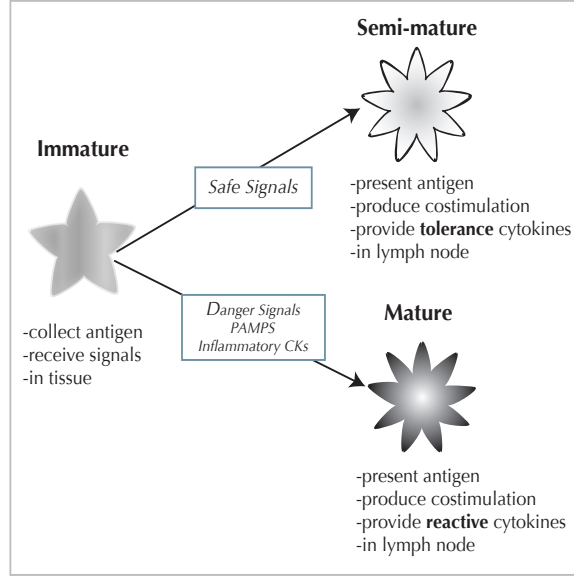 Semi-mature
Immature
Safe Signals
-present antigen
-produce costimulation
-provide tolerance cytokines
-in lymph node
Danger Signals
PAMPS
Inflammatory CKs
-collect antigen
-receive signals
-in tissue
Mature
-present antigen
-produce costimulation
-provide reactive cytokines
-in lymph node